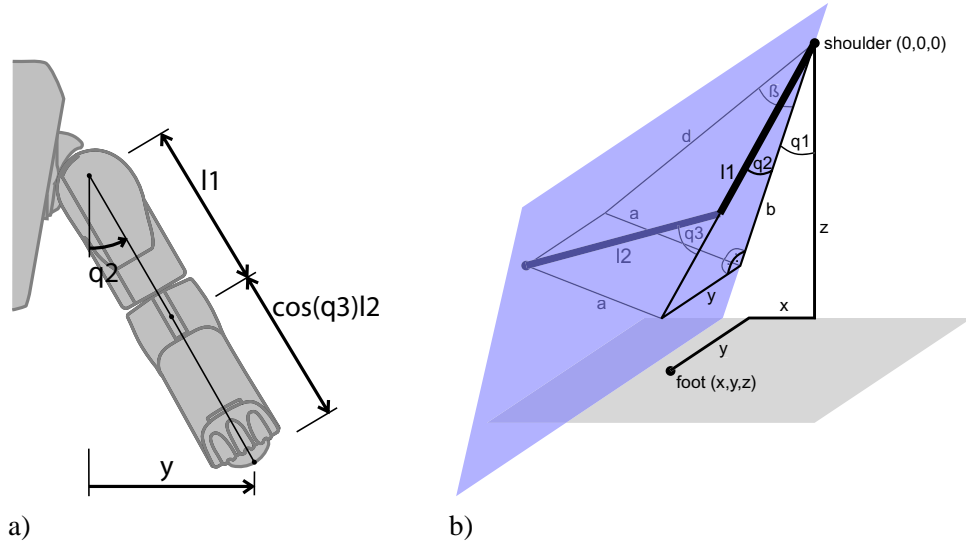 l1
q2
cos(q3)l2
y
a)
shoulder (0,0,0)
ß
q1
d
l1
q2
b
a
z
q3
l2
y
a
x
y
foot (x,y,z)
b)